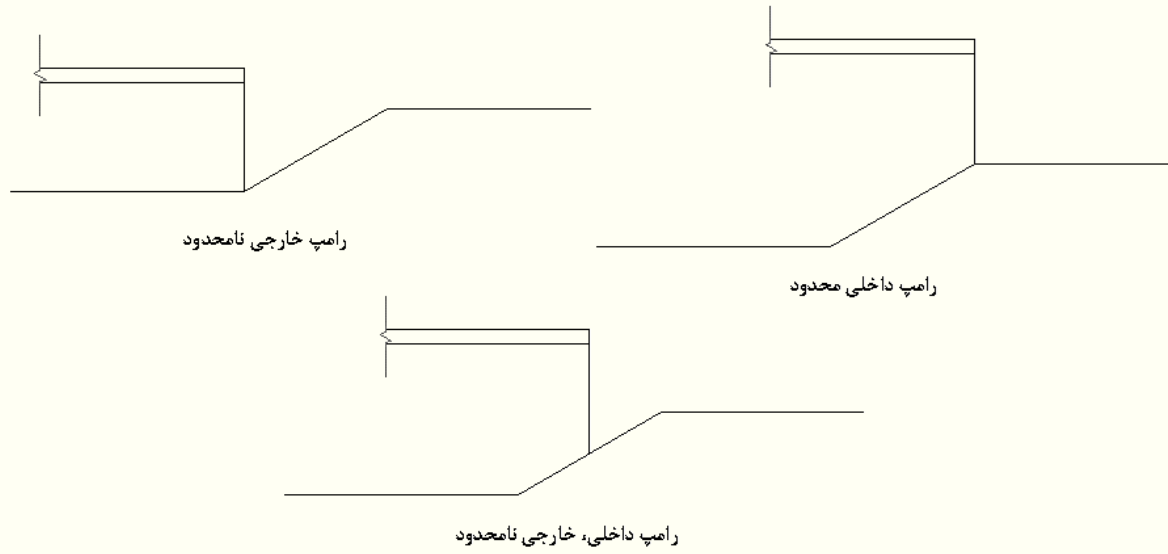 رامپ خارجی نامحدود
رامپ داخلی محدود
رامپ داخلی، خارجی نامحدود